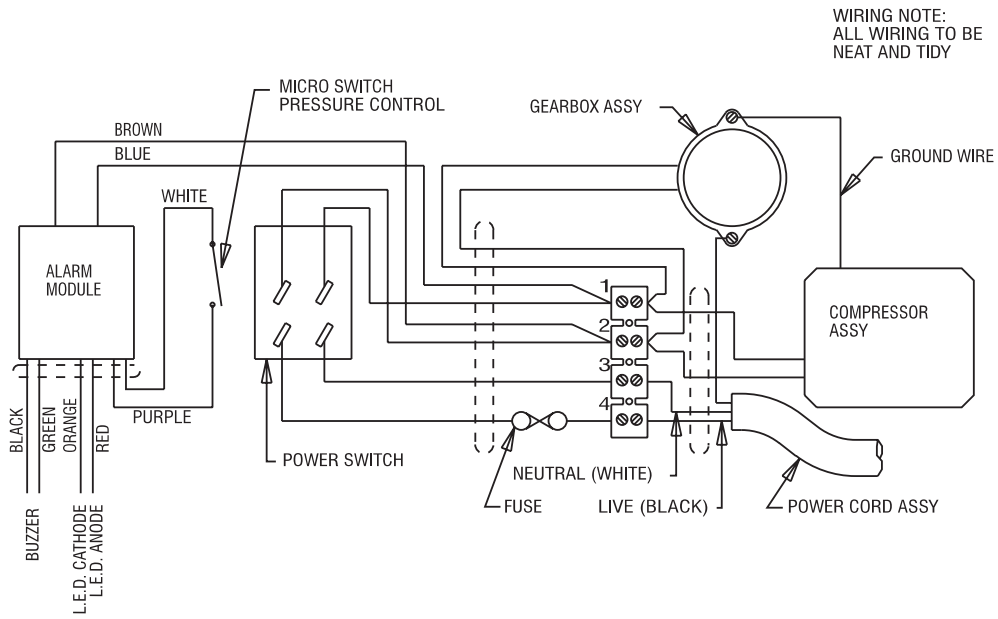 WIRING NOTE:
ALL WIRING TO BE
NEAT AND TIDY
MICRO SWITCH
PRESSURE CONTROL
GEARBOX ASSY
BROWN
BLUE
GROUND WIRE
WHITE
ALARM
MODULE
1
COMPRESSOR
ASSY
2
3
4
PURPLE
BLACK
GREEN
ORANGE
RED
POWER SWITCH
NEUTRAL (WHITE)
FUSE
LIVE (BLACK)
POWER CORD ASSY
BUZZER
L.E.D. CATHODE
L.E.D. ANODE